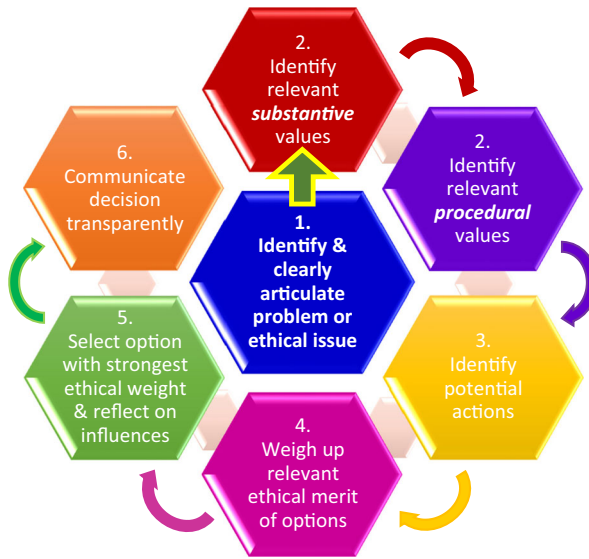 1.
Identify &
clearly
articulate
problem or
ethical issue
2.
Identify
relevant
substantive
values
2.
Identify
relevant
procedural
values
3.
Identify
potential
actions
4.
Weigh up
relevant
ethical merit
of options
5.
Select option
with strongest
ethical weight
& reflect on
influences
6.
Communicate
decision
transparently